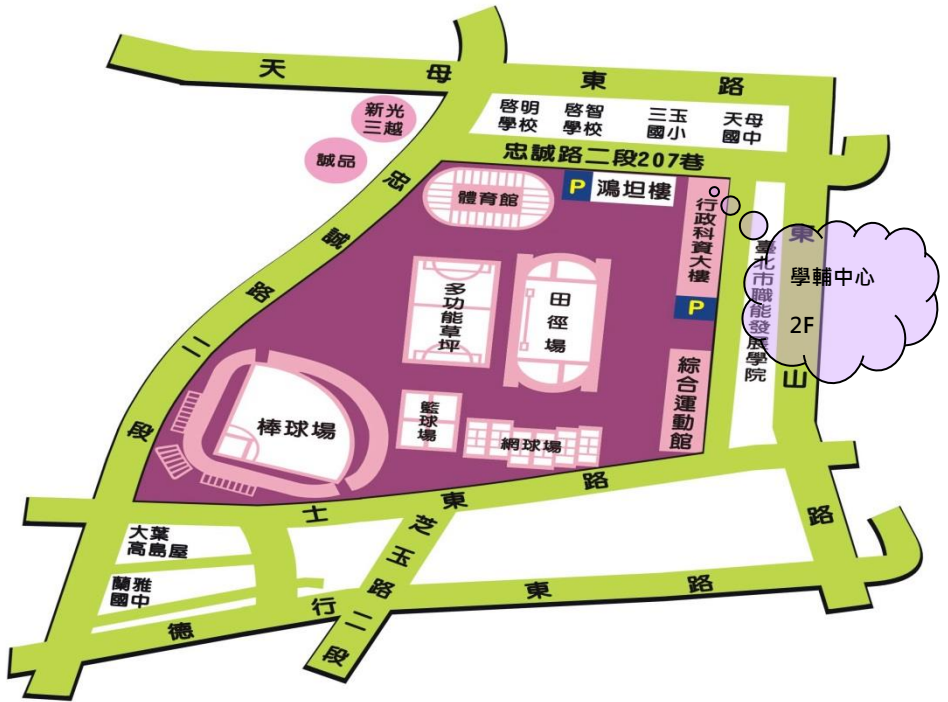 天母東路
新光
三越
誠品
啓明
學校
啓智
學校
三玉
國小
天母
國中
忠誠路二段207巷
忠誠路二段
體育館
P
鴻坦樓
行政科資大樓
P
東山路
臺北市職能發展學院
學輔中心
2F
多功能草坪
田徑場
綜合運動館
棒球場
籃球場
網球場
士東路
芝玉路二段
大葉
高島屋
蘭雅
國中
德行東路